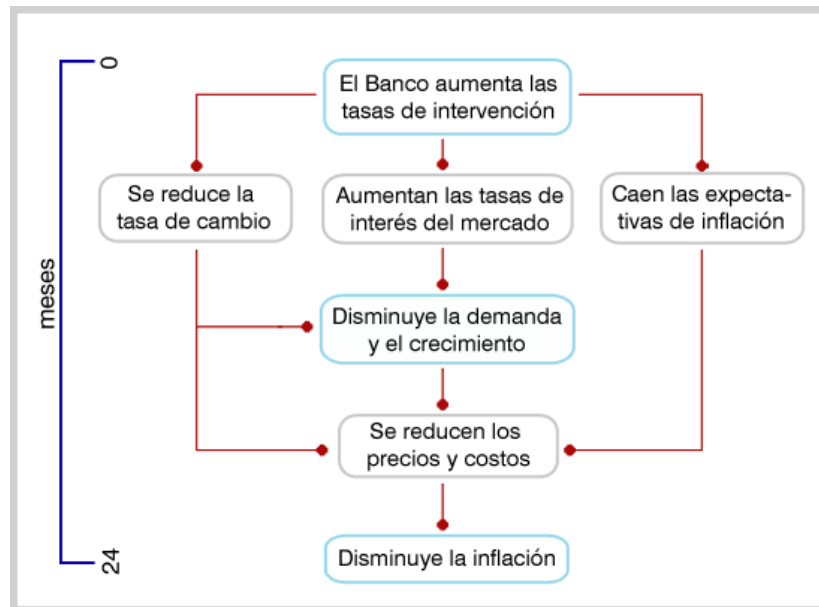 0
El Banco aumenta las
tasas de intervención
Se reduce la
tasa de cambio
Aumentan las tasas de
interés del mercado
Caen las expecta-
tivas de inflación
meses
Disminuye la demanda
y el crecimiento
Se reducen los
precios y costos
24
Disminuye la inflación